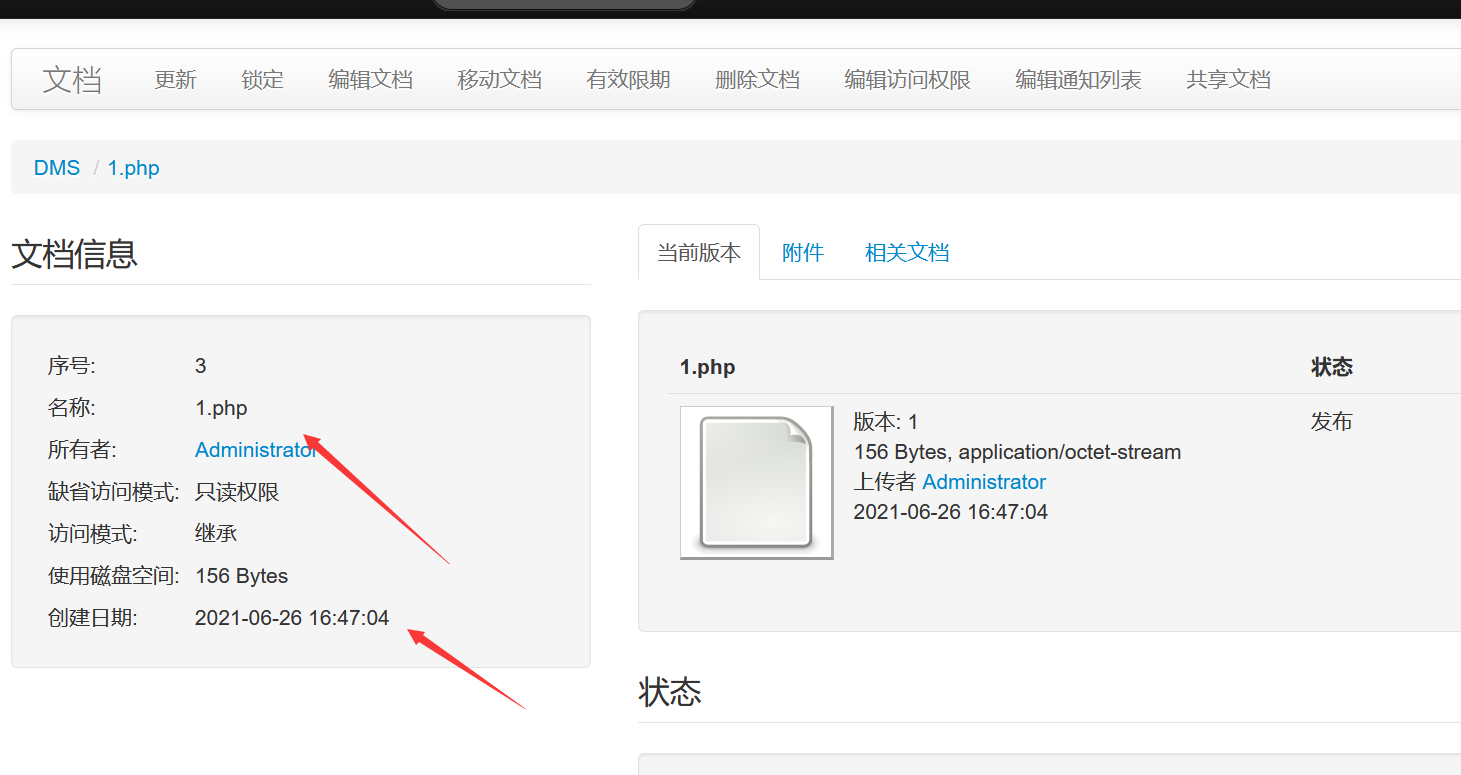 文档 更新 锁定 编辑文档 移动文档 有效限期 删除文档 编辑访问权限 编辑通知列表 共享文档
DMS / 1.php
文档信息
序号: 3
名称: 1.php
所有者: Administrator
缺省访问模式: 只读权限
访问模式: 继承
使用磁盘空间: 156 Bytes
创建日期: 2021-06-26 16:47:04
当前版本 附件 相关文档
1.php 状态
版本: 1 发布
156 Bytes, application/octet-stream
上传者 Administrator
2021-06-26 16:47:04
状态